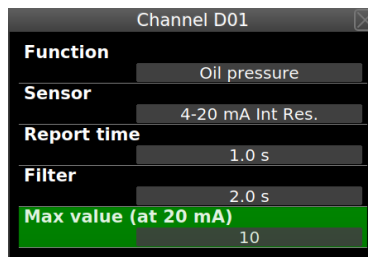 Channel D01
Function
Oil pressure
Sensor
4-20 mA Int Res.
Report time
1.0 s
Filter
2.0 s
Max value (at 20 mA)
10